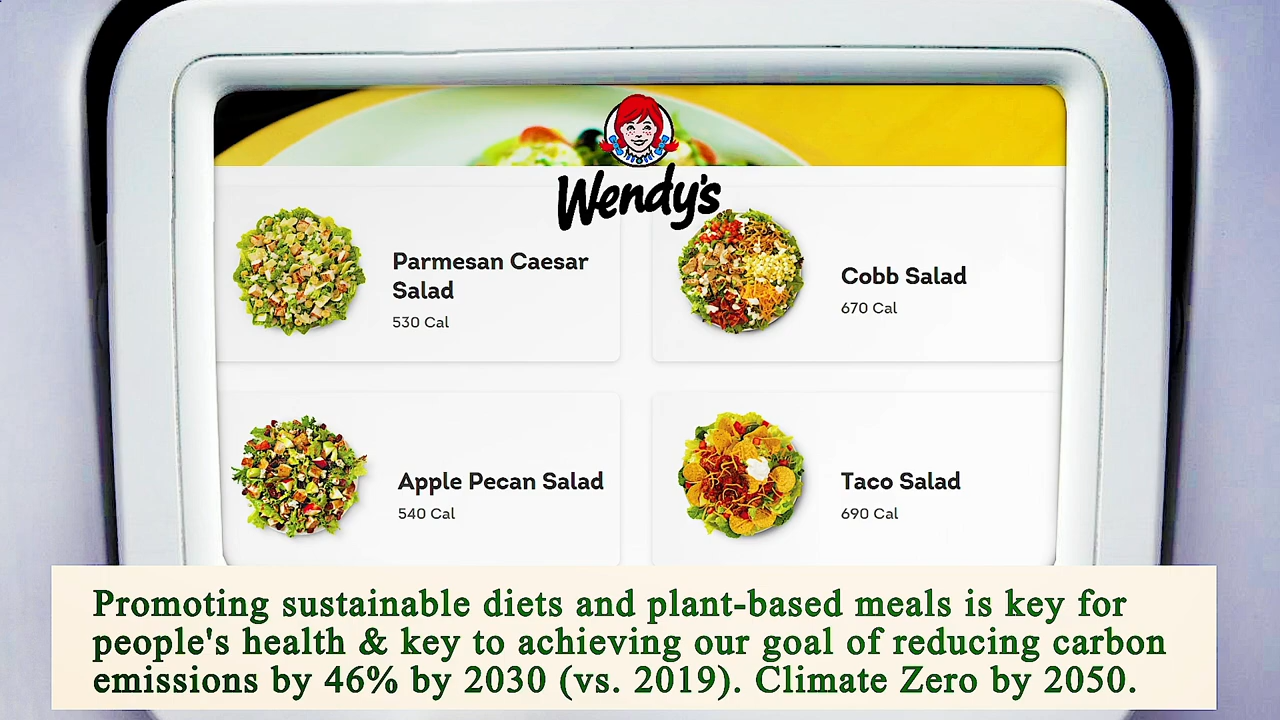 Wendy's
Parmesan Caesar
Salad
530 Cal
Cobb Salad
670 Cal
Apple Pecan Salad
540 Cal
Taco Salad
690 Cal
Promoting sustainable diets and plant-based meals is key for
people's health & key to achieving our goal of reducing carbon
emissions by 46% by 2030 (vs. 2019). Climate Zero by 2050.